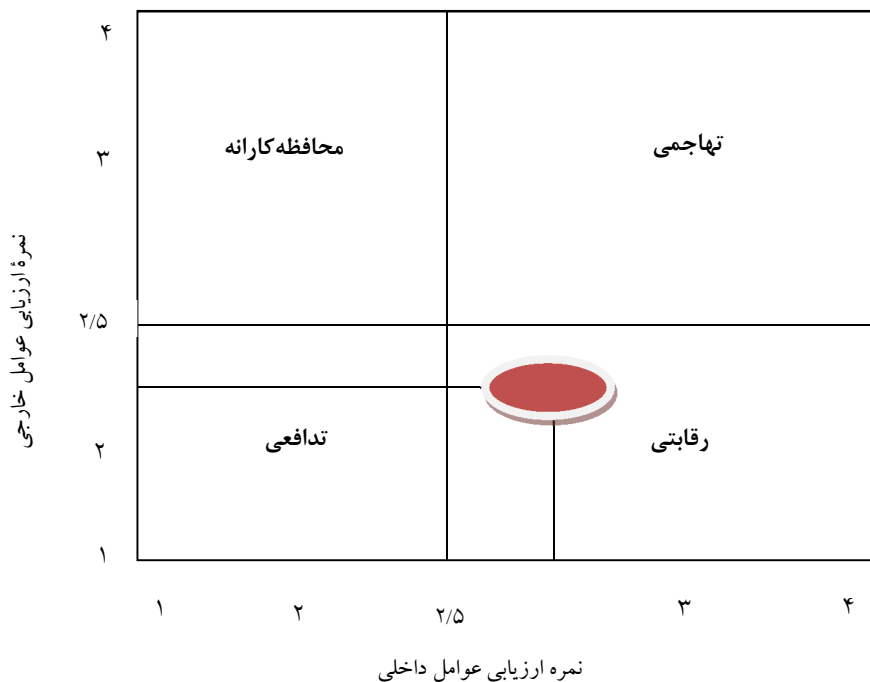 ۴
محافظه‌کارانه
تهاجمی
۳
نمرۀ ارزیابی عوامل خارجی
۲/۵
تدافعی
رقابتی
۲
۱
۱
۲
۲/۵
۳
۴
نمره ارزیابی عوامل داخلی